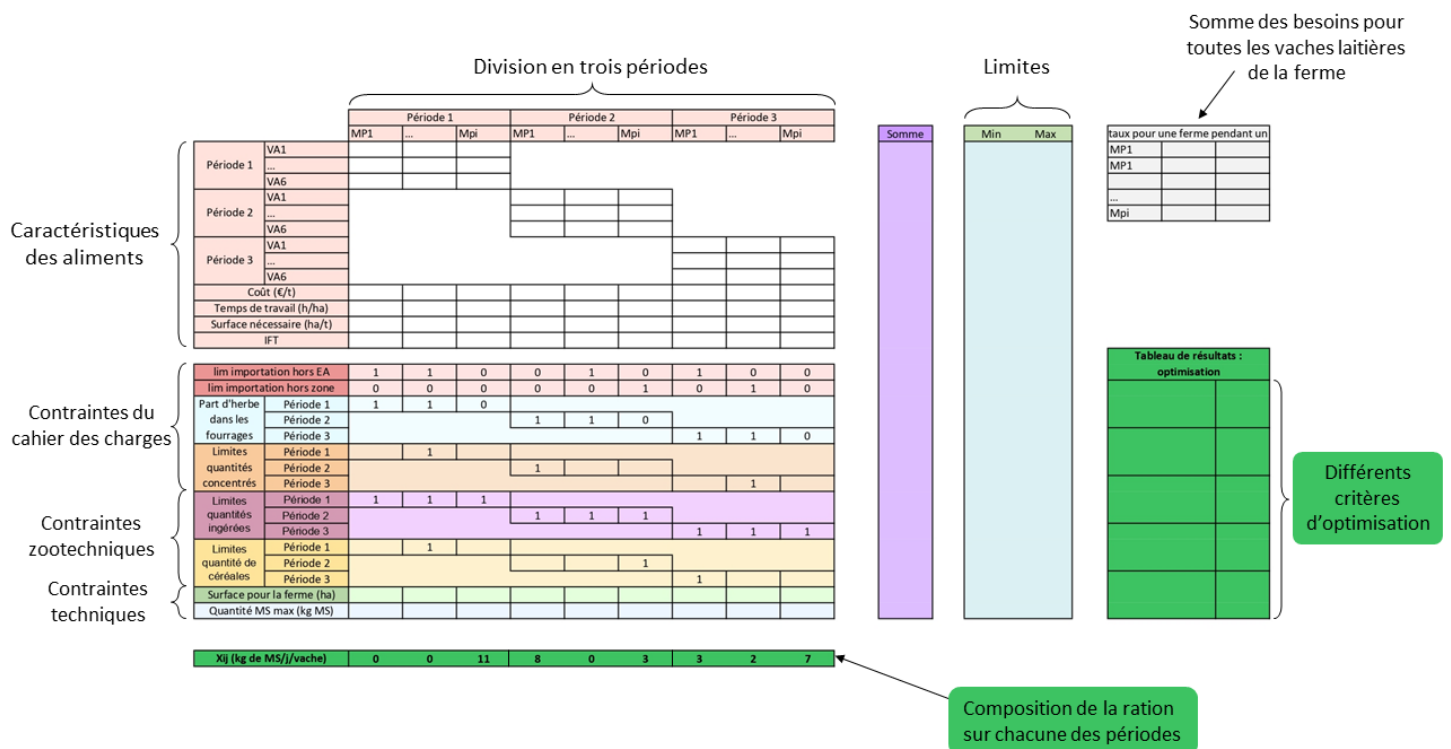 Somme des besoins pour
toutes les vaches laitières
de la ferme
Division en trois périodes
Limites
Période 1 Période 2 Période 3
MP1 ... Mpi MP1 ... Mpi MP1 ... Mpi
Somme
Min Max
taux pour une ferme pendant un
MP1
MP1
...
Mpi
Caractéristiques
des aliments
Période 1
VA1
...
VA6
Période 2
VA1
...
VA6
Période 3
VA1
...
VA6
Coût (€/t)
Temps de travail (h/ha)
Surface nécessaire (ha/t)
IFT
Tableau de résultats :
optimisation
Contraintes du
cahier des charges
lim importation hors EA 1 1 0 0 1 0 1 0 0
lim importation hors zone 0 0 0 0 0 1 0 1 0
Part d'herbe
dans les
fourrages
Période 1 1 1 0
Période 2 1 1 0
Période 3 1 1 0
Limites
quantités
concentrés
Période 1 1
Période 2 1
Période 3 1
Contraintes
zootechniques
Limites
quantités
ingérées
Période 1 1 1 1
Période 2 1 1 1
Période 3 1 1 1
Limites
quantité de
céréales
Période 1 1
Période 2 1
Période 3 1
Contraintes
techniques
Surface pour la ferme (ha)
Quantité MS max (kg MS)
Différents
critères
d'optimisation
Xij (kg de MS/j/vache) 0 0 11 8 0 3 3 2 7
Composition de la ration
sur chacune des périodes